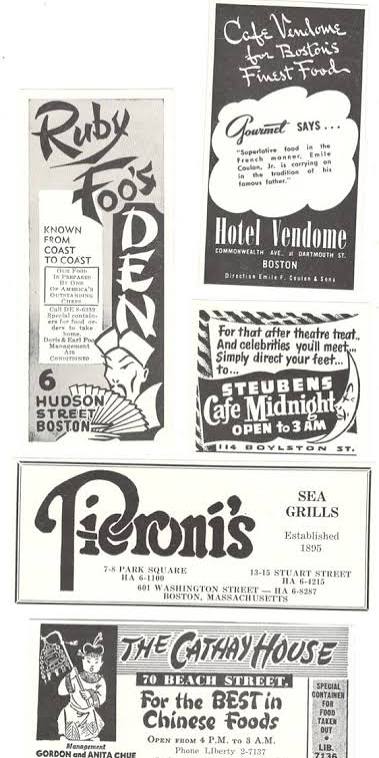 Cafe Vendome
for Boston's
Finest Food
Gourmet SAYS...
"Superlative food in the
French manner. Emile
Coulon, Jr. is carrying on
in the tradition of his
famous father."
Hotel Vendome
COMMONWEALTH AVE. at DARTMOUTH ST.
BOSTON
Direction Emile F. Coulon & Sons
Ruby
Foo's
DEN
KNOWN
FROM
COAST
TO COAST
OUR FOOD
IS PREPARED
BY ONE
OF AMERICA'S
OUTSTANDING
CHEFS
Call DE 8-6352
Special contain-
ers for food or-
ders to take
home.
Doris & Earl Foo
Management
AIR
CONDITIONED
6
HUDSON
STREET
BOSTON
For that after theatre treat..
And celebrities you'll meet...
Simply direct your feet...
to...
STEUBENS
Cafe Midnight
OPEN to 3 AM
114 BOYLSTON ST.
Pieroni's
SEA
GRILLS
Established
1895
7-8 PARK SQUARE
HA 6-1100
13-15 STUART STREET
HA 6-4215
601 WASHINGTON STREET — HA 6-8287
BOSTON, MASSACHUSETTS
THE CATHAY HOUSE
70 BEACH STREET.
For the BEST in
Chinese Foods
OPEN FROM 4 P.M. TO 3 A.M.
Phone LIberty 2-7137
Management
GORDON and ANITA CHUE
SPECIAL
CONTAINER
FOR
FOOD
TAKEN
OUT
LIB.
7136